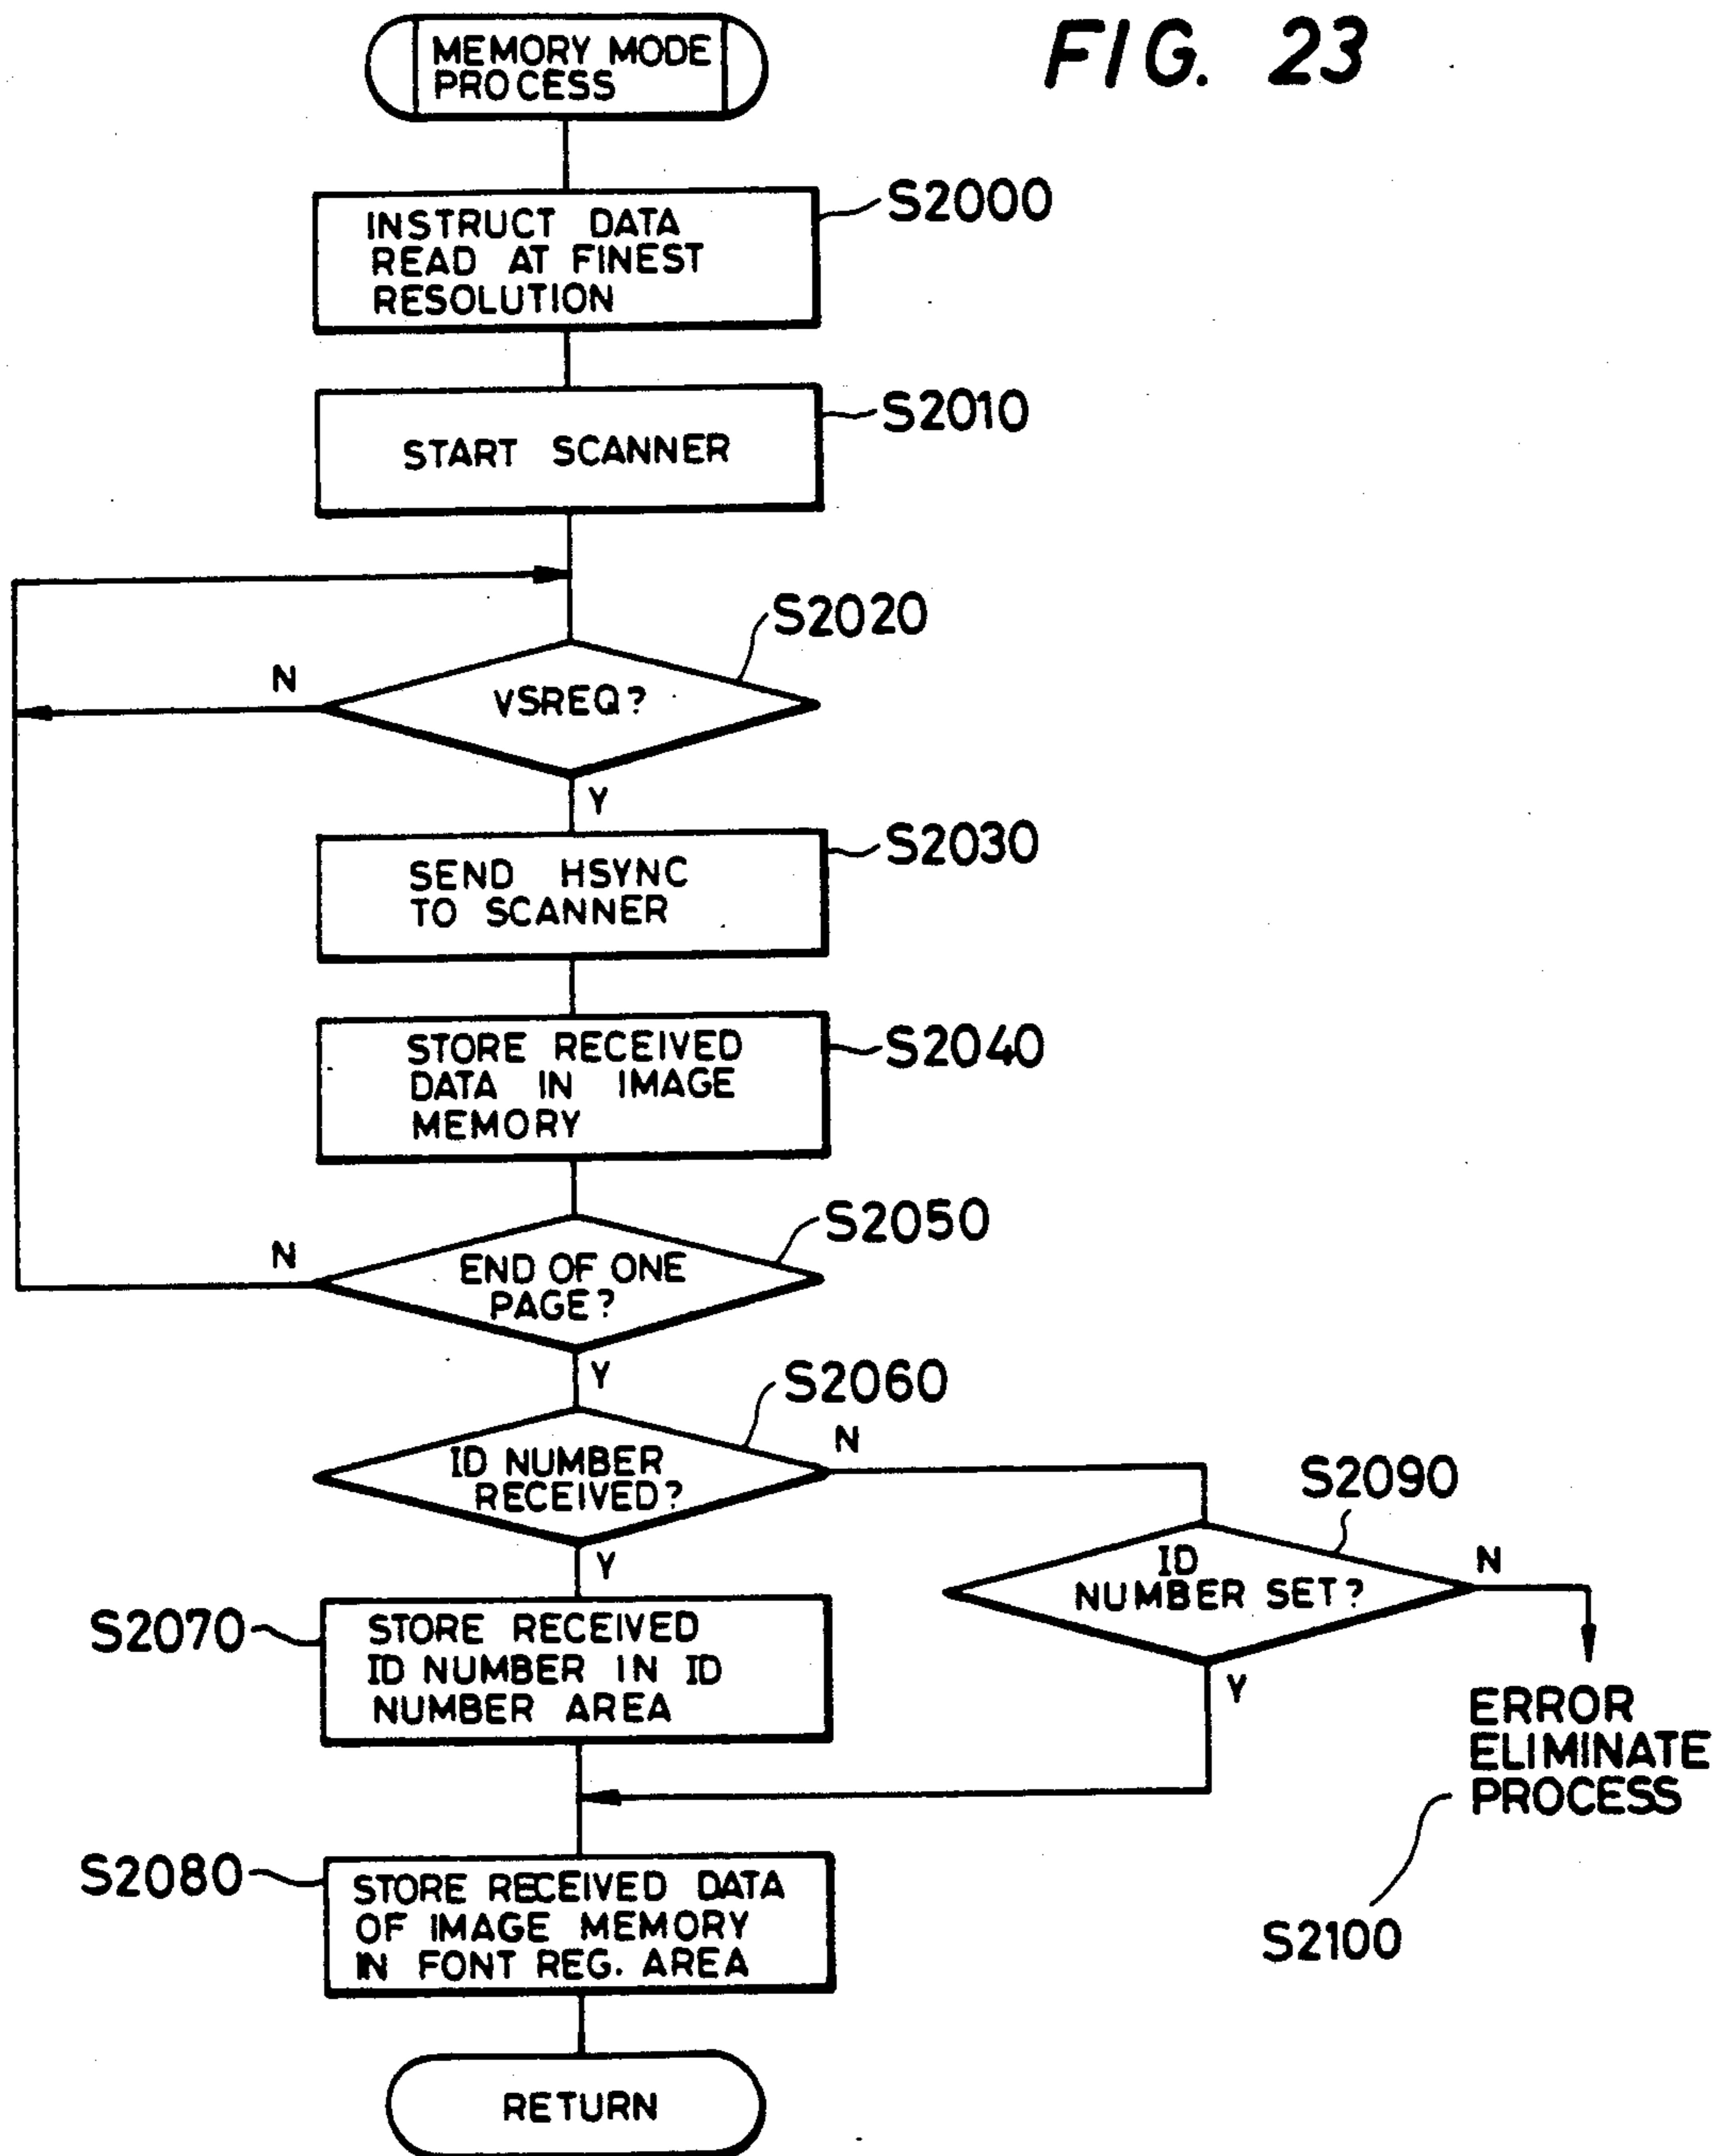 FIG. 23
MEMORY MODE
PROCESS
S2000
INSTRUCT DATA
READ AT FINEST
RESOLUTION
S2010
START SCANNER
S2020
N
VSREQ?
Y
S2030
SEND HSYNC
TO SCANNER
S2040
STORE RECEIVED
DATA IN IMAGE
MEMORY
S2050
N
END OF ONE
PAGE?
Y
S2060
N
ID NUMBER
RECEIVED?
Y
S2090
ID
NUMBER SET?
N
Y
S2070
STORE RECEIVED
ID NUMBER IN ID
NUMBER AREA
ERROR
ELIMINATE
PROCESS
S2100
S2080
STORE RECEIVED DATA
OF IMAGE MEMORY
IN FONT REG. AREA
RETURN